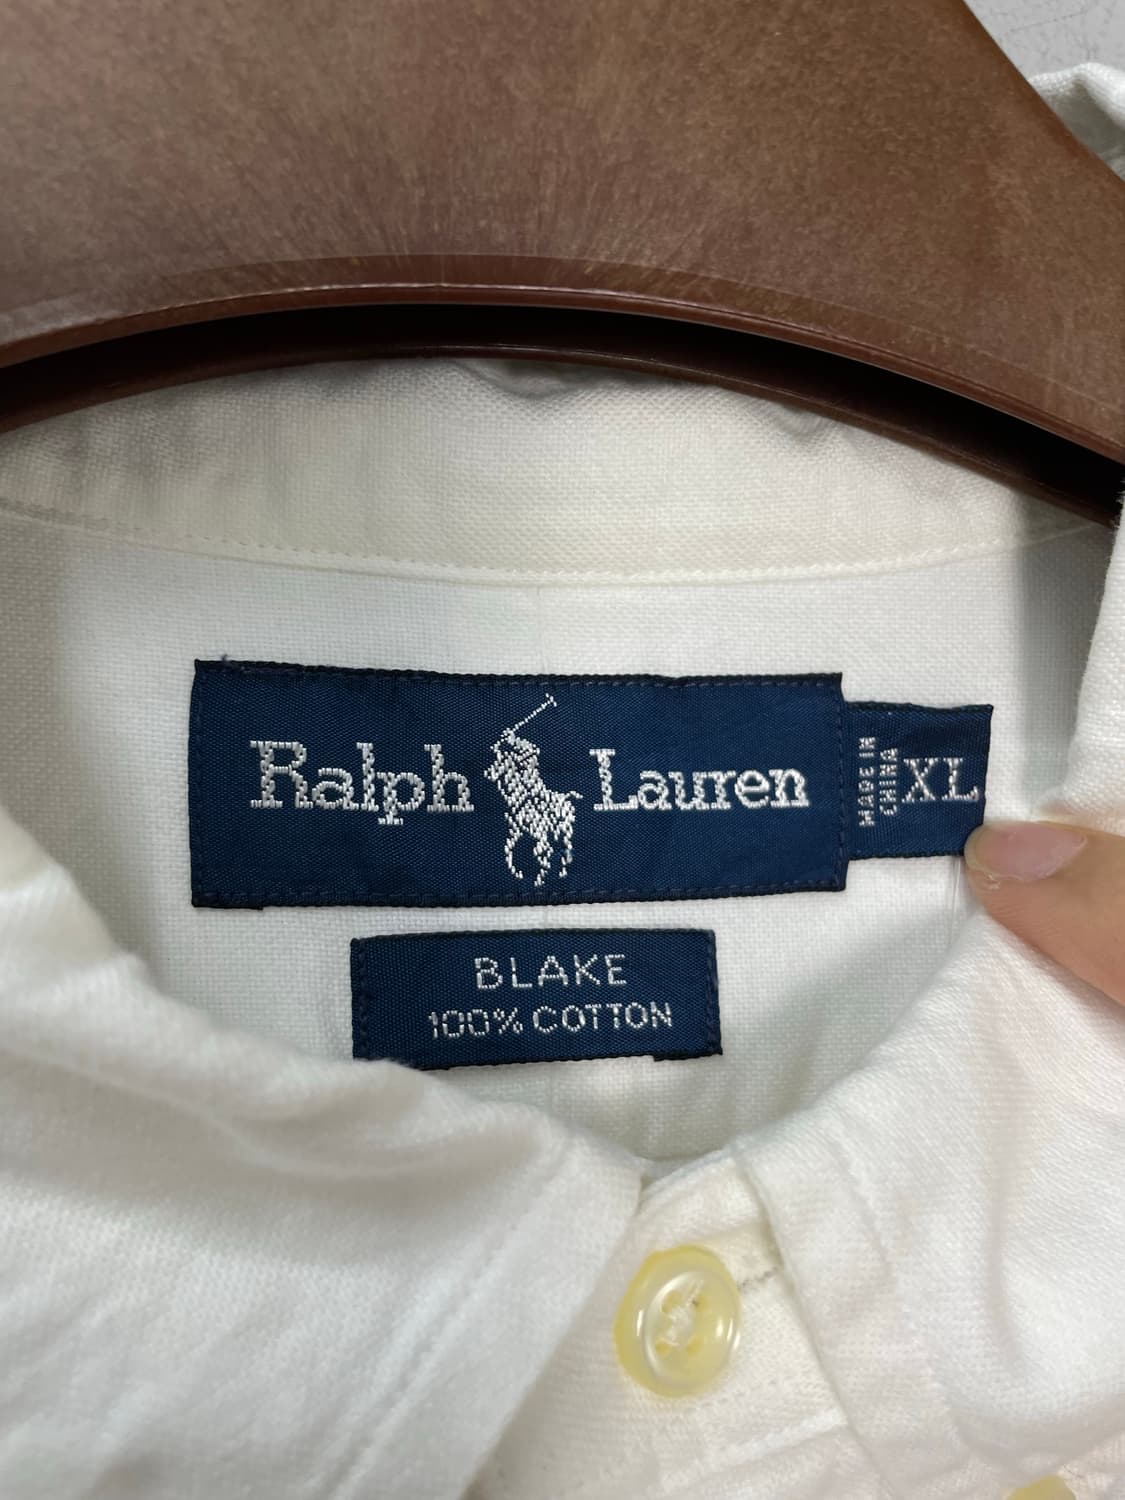 Ralph Lauren
MADE IN
CHINA
XL
BLAKE
100% COTTON